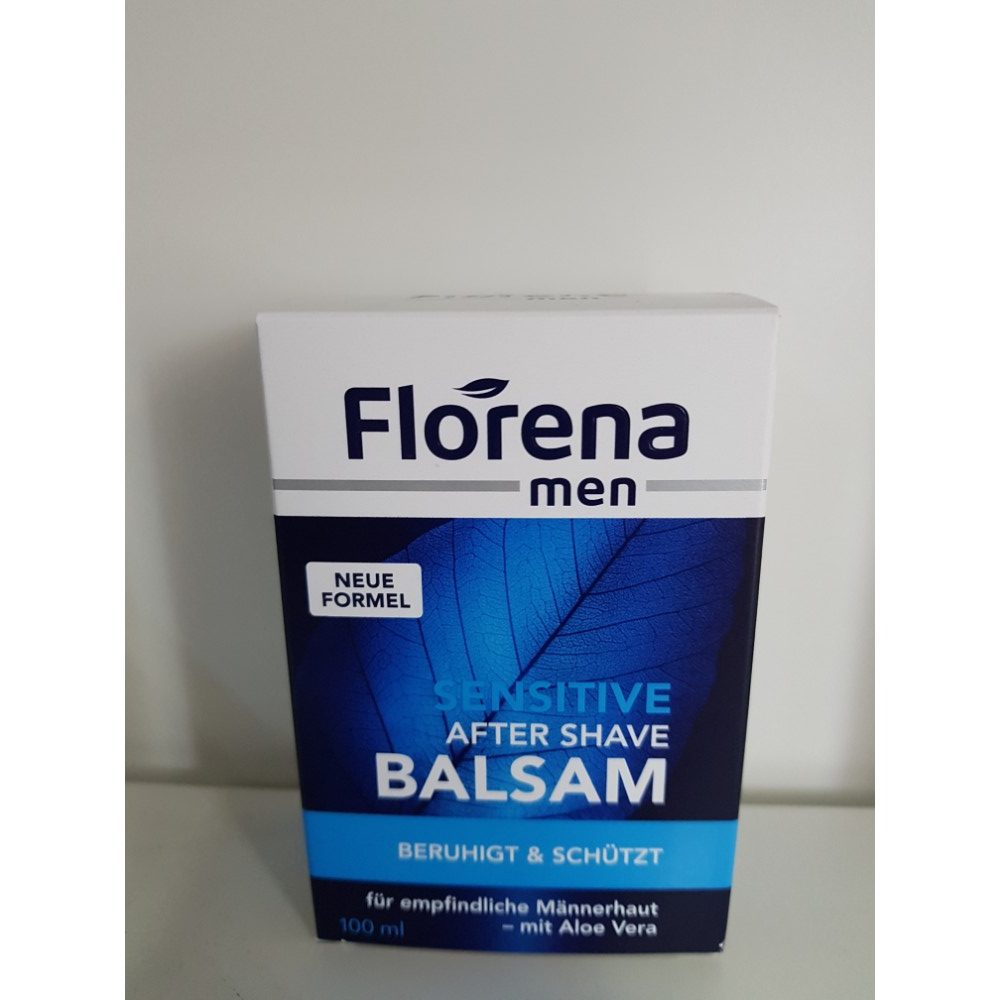 Florena
men
NEUE
FORMEL
SENSITIVE
AFTER SHAVE
BALSAM
BERUHIGT & SCHÜTZT
für empfindliche Männerhaut
– mit Aloe Vera
100 ml